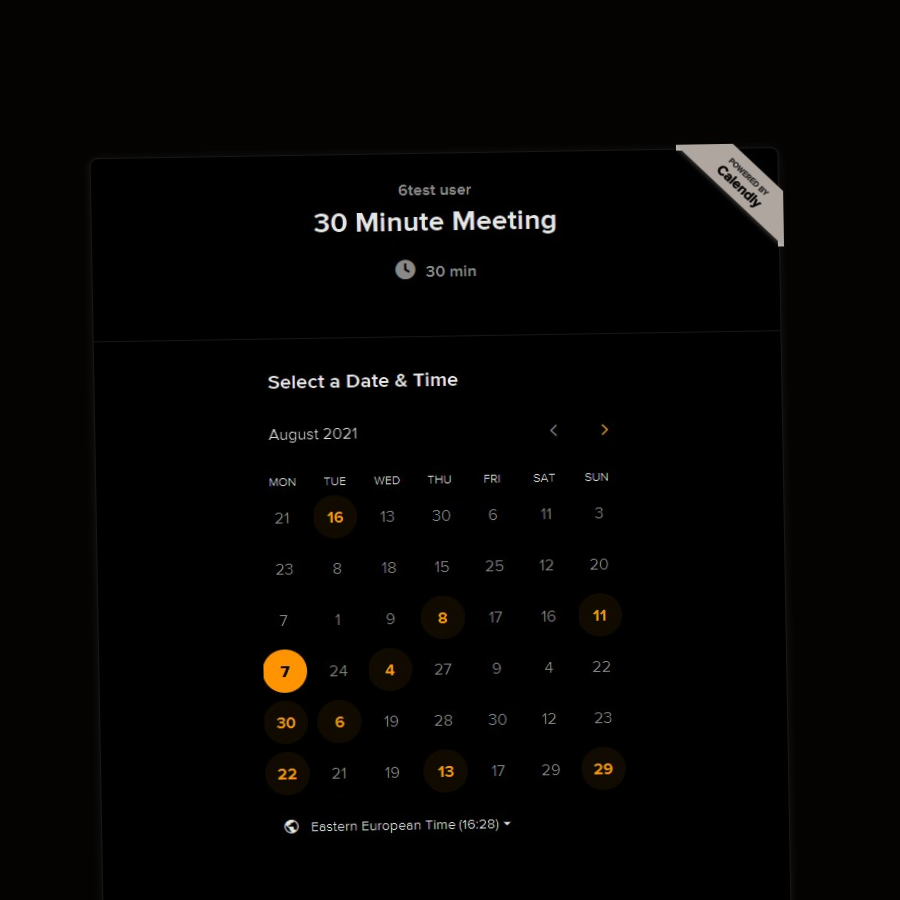 POWERED BY
Calendly
6test user
30 Minute Meeting
30 min
Select a Date & Time
August 2021
MON TUE WED THU FRI SAT SUN
21 16 13 30 6 11 3
23 8 18 15 25 12 20
7 1 9 8 17 16 11
7 24 4 27 9 4 22
30 6 19 28 30 12 23
22 21 19 13 17 29 29
Eastern European Time (16:28)